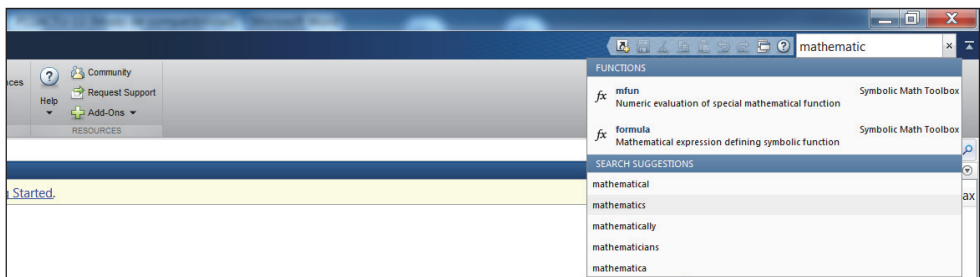 mathematic
FUNCTIONS
fx mfun Symbolic Math Toolbox
Numeric evaluation of special mathematical function
fx formula Symbolic Math Toolbox
Mathematical expression defining symbolic function
SEARCH SUGGESTIONS
mathematical
mathematics
mathematically
mathematicians
mathematica
ces
Help
Community
Request Support
Add-Ons
RESOURCES
Started.
ax